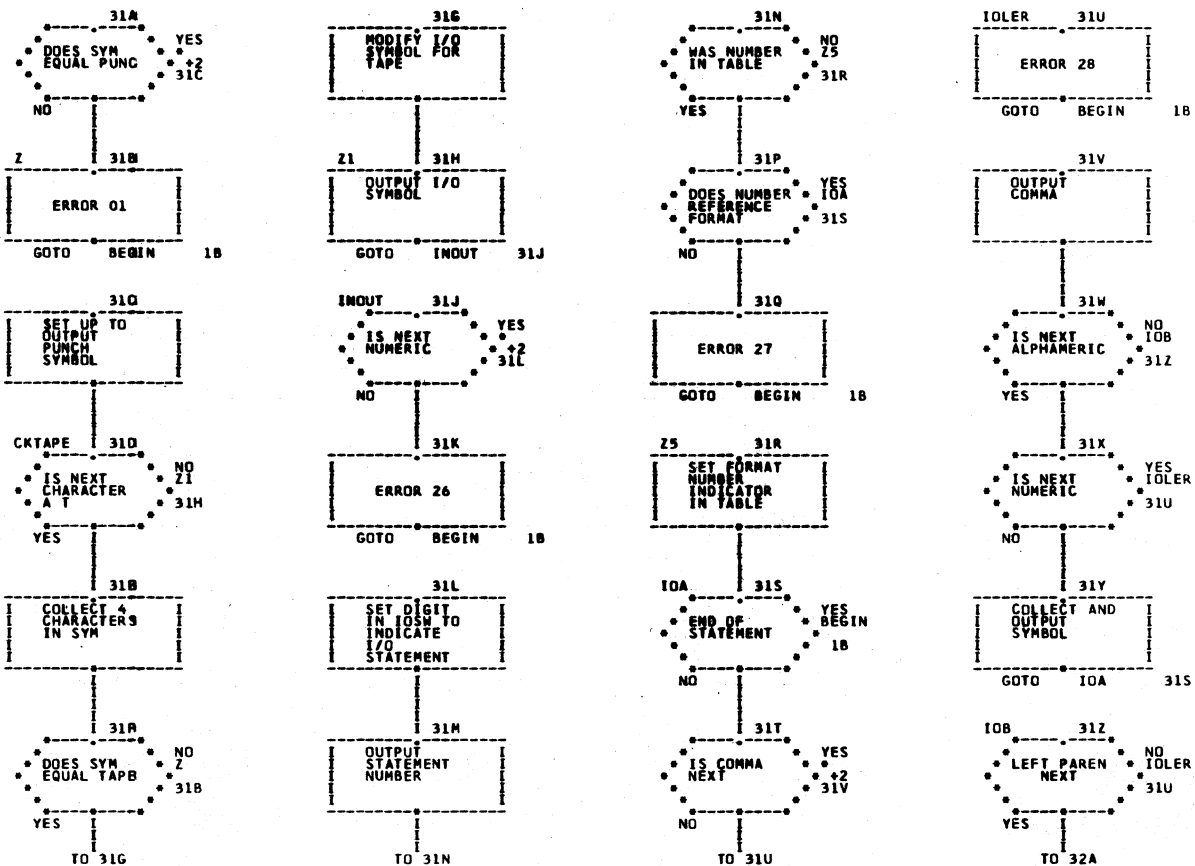 31A
DOES SYM
EQUAL PUNC
YES
+2
31C
NO
Z 31B
ERROR 01
GOTO BEGIN 1B
31C
SET UP TO
OUTPUT
PUNCH
SYMBOL
CKTAPE 31D
IS NEXT
CHARACTER
A T
NO
Z1
31H
YES
31B
COLLECT 4
CHARACTERS
IN SYM
31A
DOES SYM
EQUAL TAPB
NO
Z
31B
YES
TO 31G
31G
MODIFY I/O
SYMBOL FOR
TAPE
Z1 31H
OUTPUT I/O
SYMBOL
GOTO INOUT 31J
INOUT 31J
IS NEXT
NUMERIC
YES
+2
31L
NO
31K
ERROR 26
GOTO BEGIN 1B
31L
SET DIGIT
IN IOSW TO
INDICATE
I/O
STATEMENT
31M
OUTPUT
STATEMENT
NUMBER
TO 31N
31N
WAS NUMBER
IN TABLE
NO
Z5
31R
YES
31P
DOES NUMBER
REFERENCE
FORMAT
YES
IOA
31S
NO
31Q
ERROR 27
GOTO BEGIN 1B
Z5 31R
SET FORMAT
NUMBER
INDICATOR
IN TABLE
IOA 31S
END OF
STATEMENT
YES
BEGIN
1B
NO
31T
IS COMMA
NEXT
YES
+2
31V
NO
TO 31U
IOLER 31U
ERROR 28
GOTO BEGIN 1B
31V
OUTPUT
COMMA
31W
IS NEXT
ALPHAMERIC
NO
IOB
31Z
YES
31X
IS NEXT
NUMERIC
YES
IOLER
31U
NO
31Y
COLLECT AND
OUTPUT
SYMBOL
GOTO IOA 31S
IOB 31Z
LEFT PAREN
NEXT
NO
IOLER
31U
YES
TO 32A